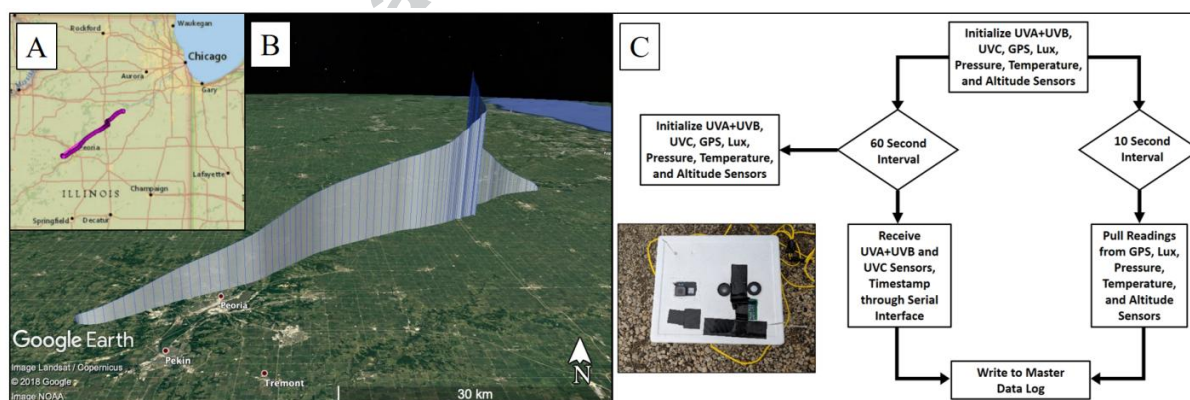 A
Rockford
Waukegan
Chicago
Aurora
Gary
Peoria
ILLINOIS
Champaign
Lafayette
Springfield
Decatur
B
Peoria
Pekin
Tremont
Google Earth
Image Landsat / Copernicus
© 2018 Google
Image NOAA
30 km
N
C
Initialize UVA+UVB,
UVC, GPS, Lux,
Pressure, Temperature,
and Altitude Sensors
Initialize UVA+UVB,
UVC, GPS, Lux,
Pressure, Temperature,
and Altitude Sensors
60 Second
Interval
10 Second
Interval
Receive
UVA+UVB and
UVC Sensors,
Timestamp
through Serial
Interface
Pull Readings
from GPS, Lux,
Pressure,
Temperature,
and Altitude
Sensors
Write to Master
Data Log